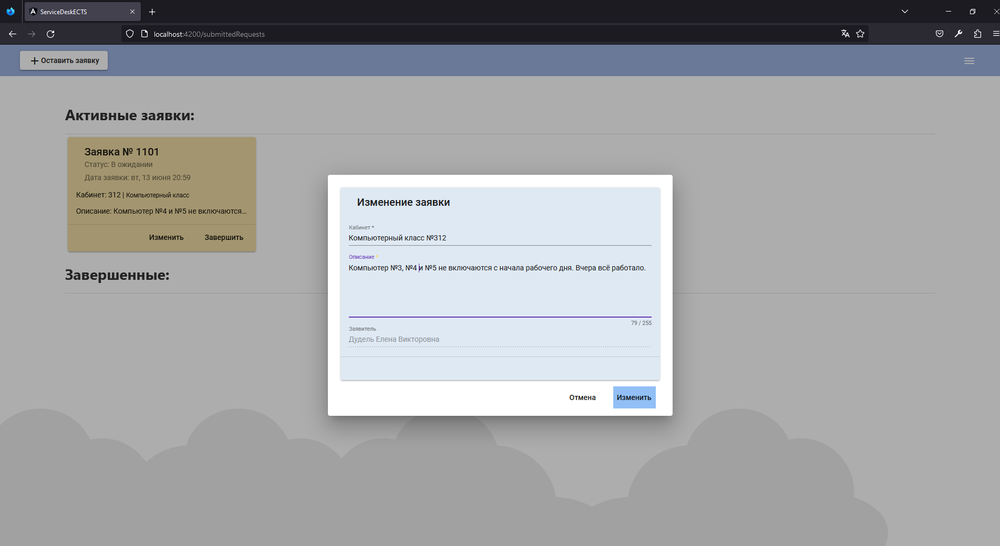 ServiceDeskECTS
localhost:4200/submittedRequests
Оставить заявку
Активные заявки:
Заявка № 1101
Статус: В ожидании
Дата заявки: вт, 13 июня 20:59
Кабинет: 312 | Компьютерный класс
Описание: Компьютер №4 и №5 не включаются...
Изменить Завершить
Завершенные:
Изменение заявки
Кабинет *
Компьютерный класс №312
Описание *
Компьютер №3, №4 и №5 не включаются с начала рабочего дня. Вчера всё работало.
79 / 255
Заявитель
Дудель Елена Викторовна
Отмена Изменить